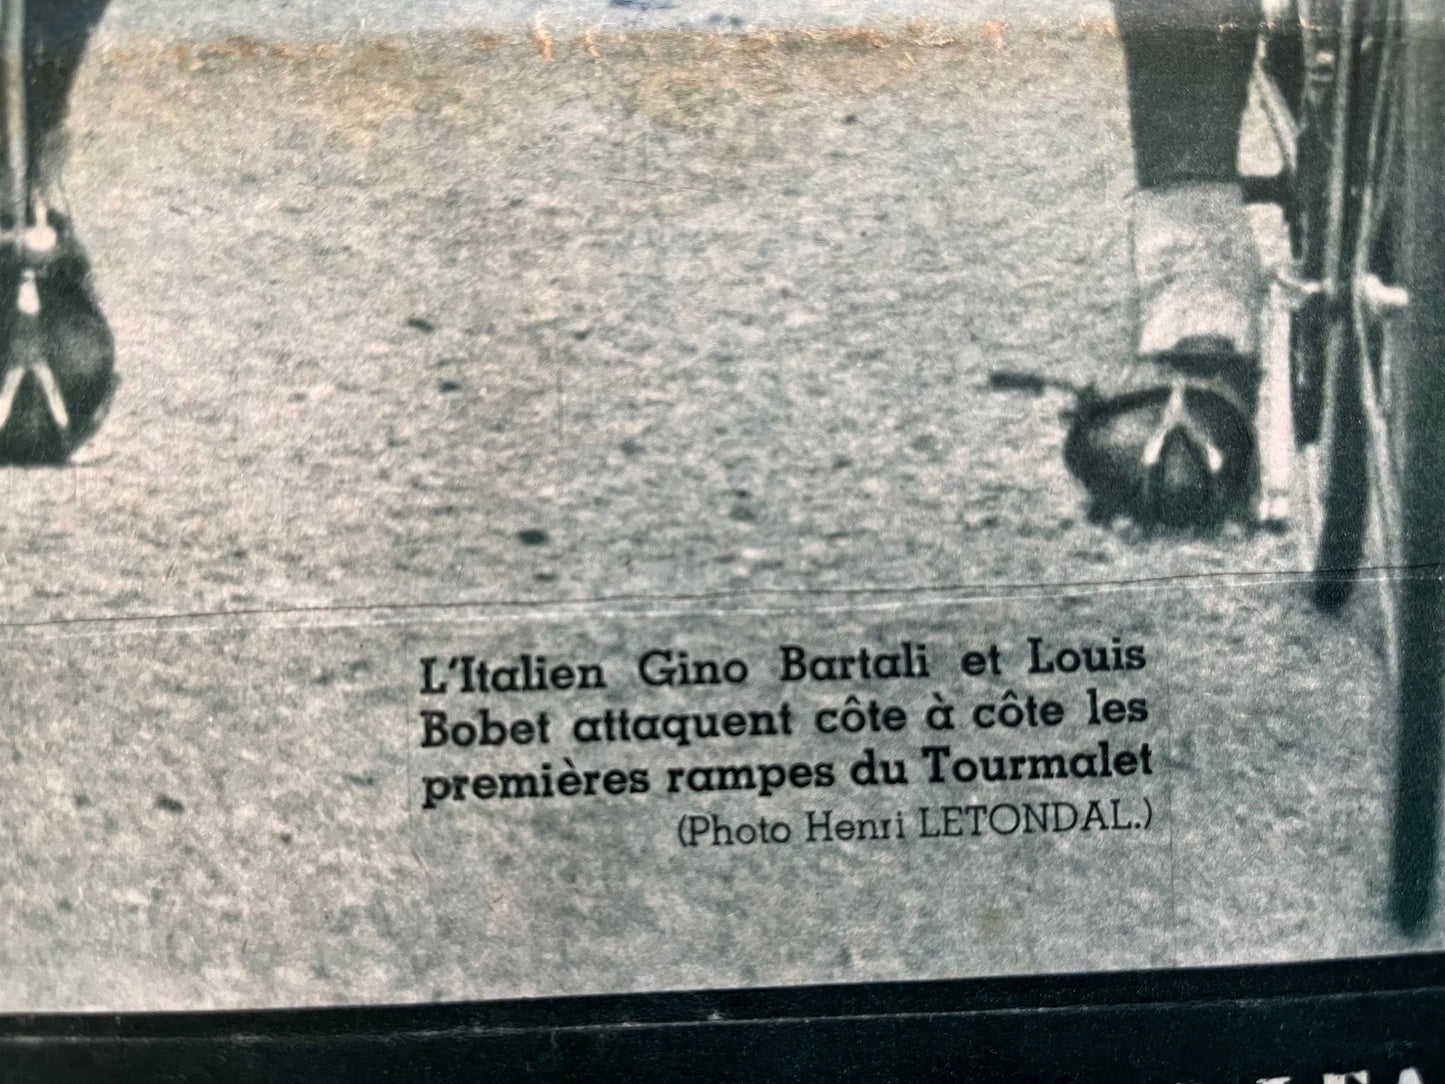 L'Italien Gino Bartali et Louis
Bobet attaquent côte à côte les
premières rampes du Tourmalet
(Photo Henri LETONDAL.)